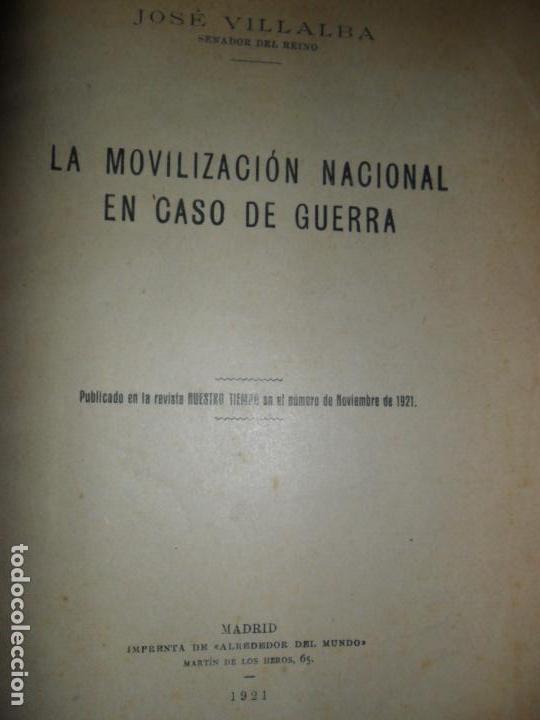 JOSÉ VILLALBA
SENADOR DEL REINO
LA MOVILIZACIÓN NACIONAL
EN CASO DE GUERRA
Publicado en la revista NUESTRO TIEMPO en el número de Noviembre de 1921.
MADRID
IMPRENTA DE «ALREDEDOR DEL MUNDO»
MARTÍN DE LOS HEROS, 65.
1921
todocoleccion.net